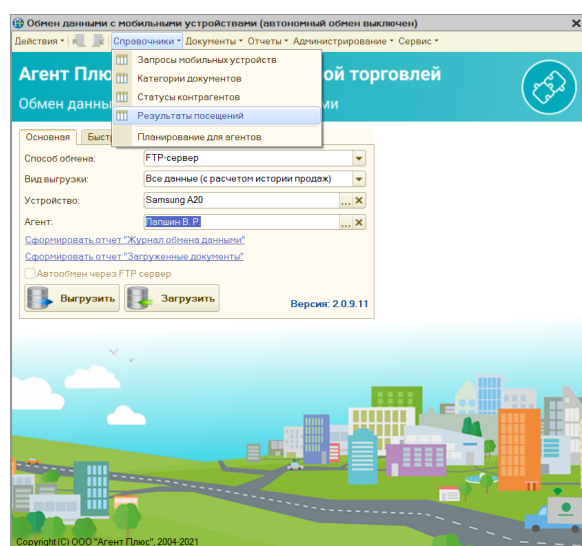 Обмен данными с мобильными устройствами (автономный обмен выключен)
Действия Справочники Документы Отчеты Администрирование Сервис
Запросы мобильных устройств
Категории документов
Статусы контрагентов
Результаты посещений
Планирование для агентов
Агент Плю ой торговлей
Обмен данны ми
Основная Быстр
Способ обмена: FTP-сервер
Вид выгрузки: Все данные (с расчетом истории продаж)
Устройство: Samsung A20 ...
Агент: Папшин В. Р. ...
Сформировать отчет "Журнал обмена данными"
Сформировать отчет "Загруженные документы"
Автообмен через FTP сервер
Выгрузить Загрузить Версия: 2.0.9.11
Copyright (C) ООО "Агент Плюс", 2004-2021